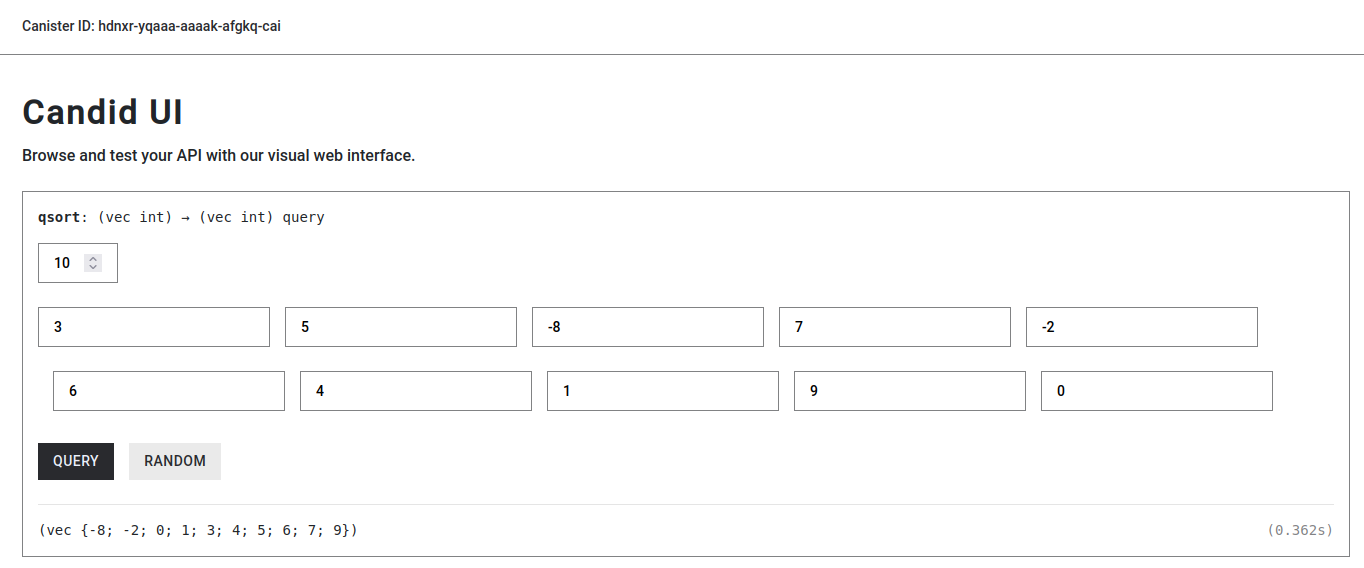 Canister ID: hdnxr-yqaaa-aaaak-afgkq-cai
Candid UI
Browse and test your API with our visual web interface.
qsort: (vec int) → (vec int) query
10
3 5 -8 7 -2
6 4 1 9 0
QUERY RANDOM
(vec {-8; -2; 0; 1; 3; 4; 5; 6; 7; 9}) (0.362s)